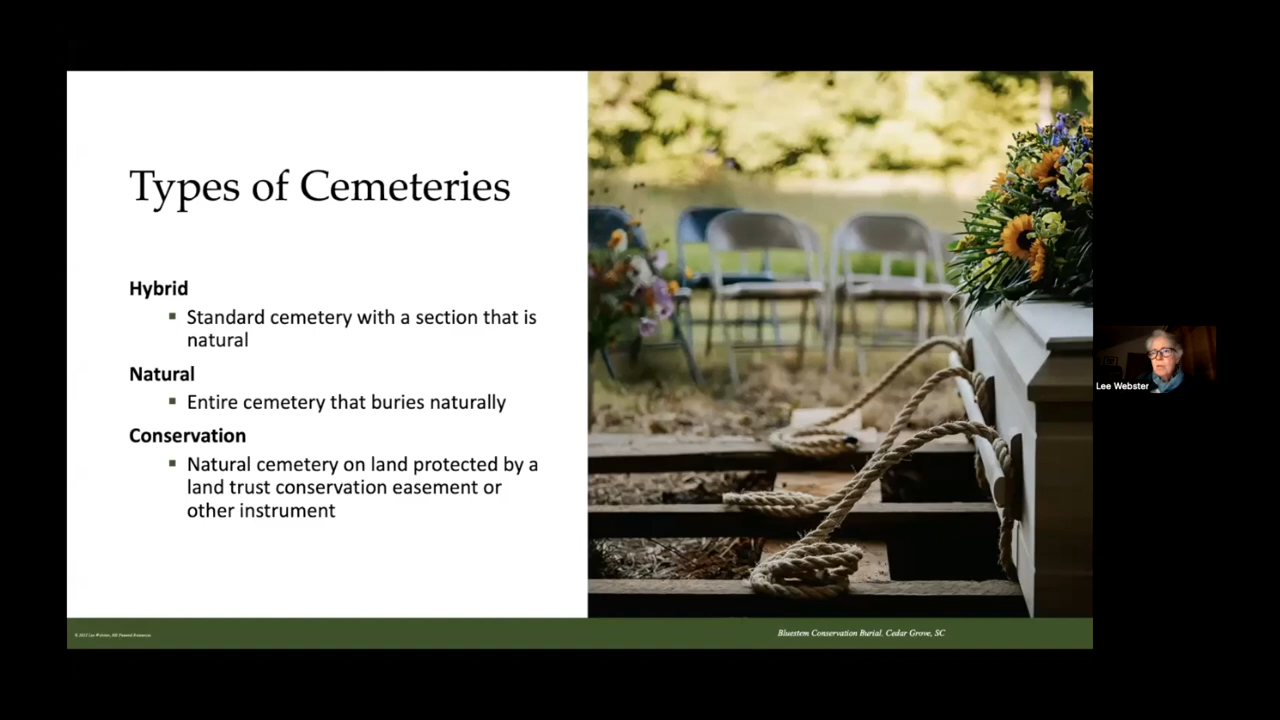 Types of Cemeteries
Hybrid
▪ Standard cemetery with a section that is
natural
Natural
▪ Entire cemetery that buries naturally
Conservation
▪ Natural cemetery on land protected by a
land trust conservation easement or
other instrument
Lee Webster
Bluestem Conservation Burial, Cedar Grove, SC